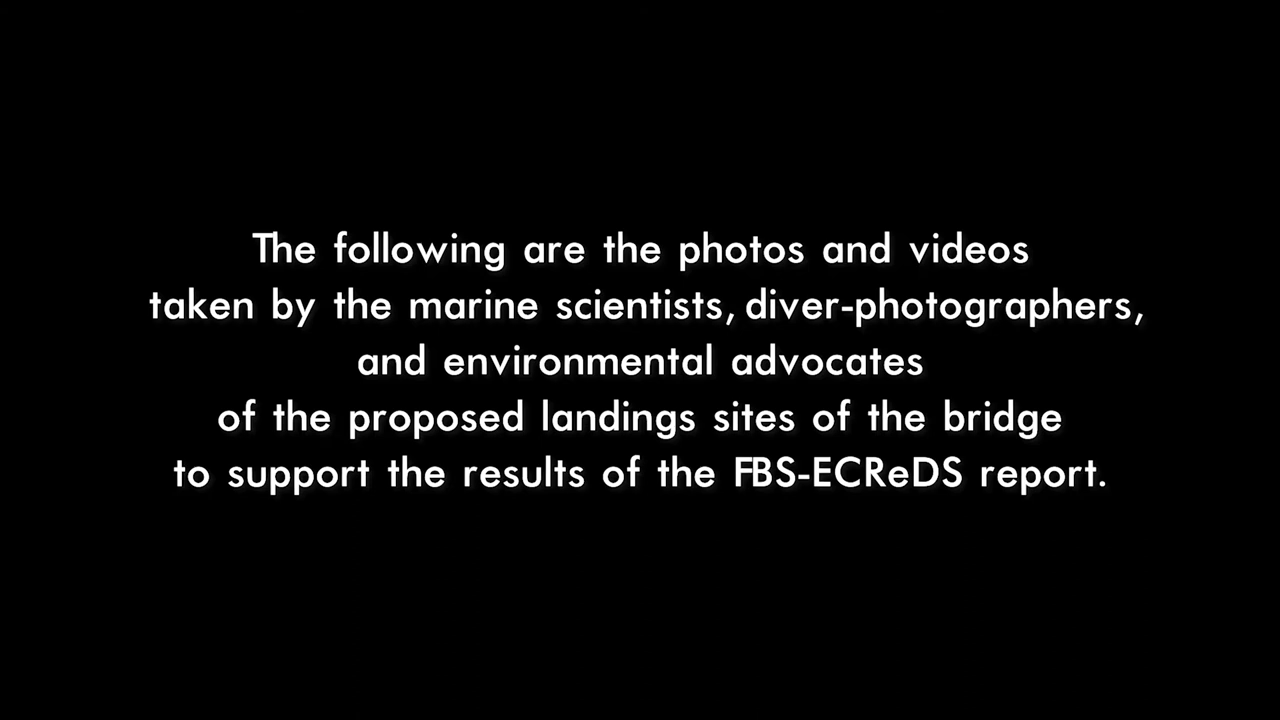 The following are the photos and videos
taken by the marine scientists, diver-photographers,
and environmental advocates
of the proposed landings sites of the bridge
to support the results of the FBS-ECReDS report.